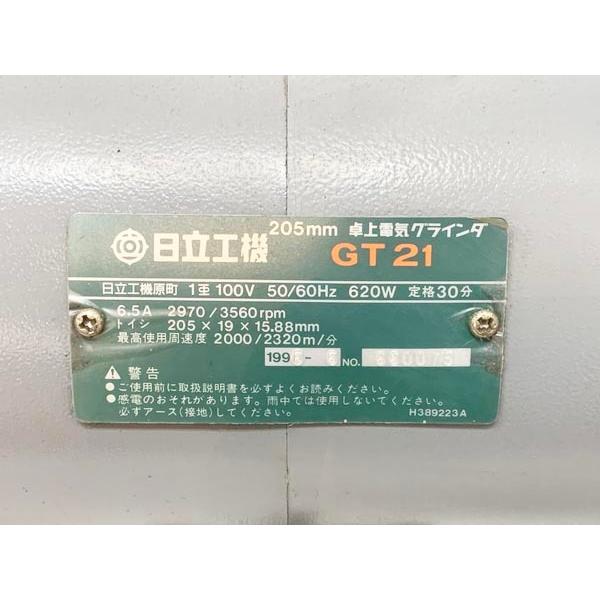 205mm 卓上電気グラインダ
日立工機 GT 21
日立工機原町 1至 100V 50/60Hz 620W 定格30分
6.5A 2970/3560rpm
トイシ 205×19×15.88mm
最高使用周速度 2000/2320m/分
199 NO.
警告
●ご使用前に取扱説明書を必ずよくお読みください。
●感電のおそれがあります。雨中では使用しないでください。
必ずアース(接地)してください。
H389223A